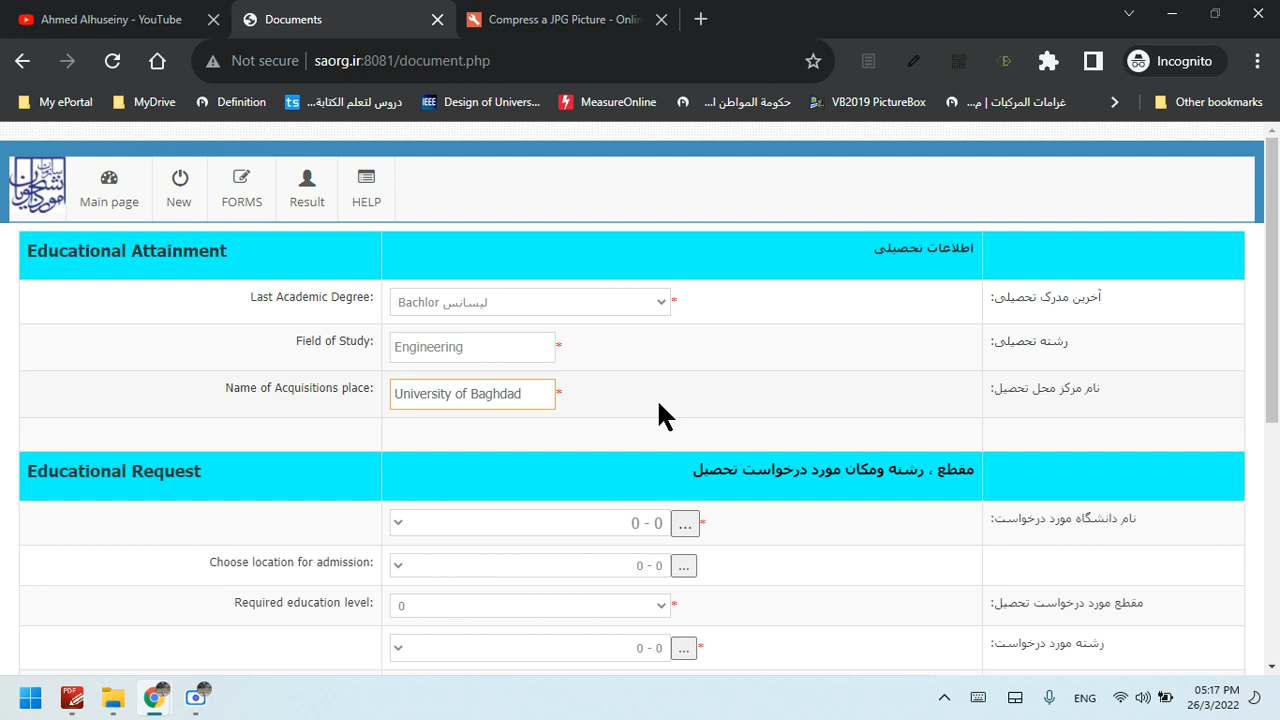 Ahmed Alhuseiny - YouTube
Documents
Compress a JPG Picture - Onlin
Not secure
saorg.ir:8081/document.php
Incognito
My ePortal
MyDrive
Definition
دروس لتعلم الكتابة...
Design of Univers...
MeasureOnline
حكومة المواطن ا...
VB2019 PictureBox
غرامات المركبات | م...
Other bookmarks
Main page
New
FORMS
Result
HELP
Educational Attainment
اطلاعات تحصیلی
Last Academic Degree:
Bachlor لیسانس
*
آخرین مدرک تحصیلی:
Field of Study:
Engineering
*
رشته تحصیلی:
Name of Acquisitions place:
University of Baghdad
*
نام مرکز محل تحصیل:
Educational Request
مقطع ، رشته ومکان مورد درخواست تحصیل
0 - 0
...
*
نام دانشگاه مورد درخواست:
Choose location for admission:
0 - 0
...
Required education level:
0
*
مقطع مورد درخواست تحصیل:
0 - 0
...
*
رشته مورد درخواست:
PDF
ENG
05:17 PM
26/3/2022